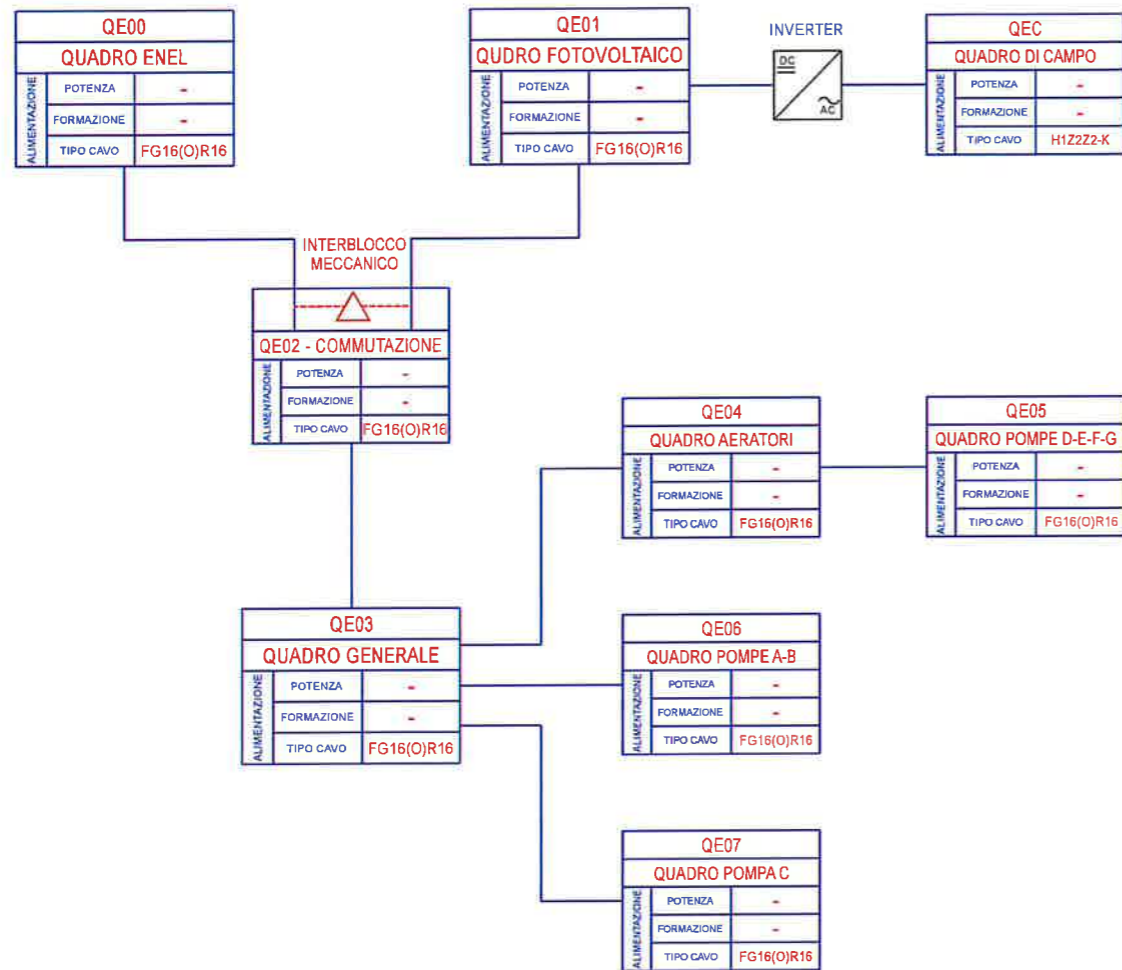 QE00
QUADRO ENEL
ALIMENTAZIONE
POTENZA -
FORMAZIONE -
TIPO CAVO FG16(O)R16
QE01
QUDRO FOTOVOLTAICO
ALIMENTAZIONE
POTENZA -
FORMAZIONE -
TIPO CAVO FG16(O)R16
INVERTER
DC
AC
QEC
QUADRO DI CAMPO
ALIMENTAZIONE
POTENZA -
FORMAZIONE -
TIPO CAVO H1Z2Z2-K
INTERBLOCCO
MECCANICO
QE02 - COMMUTAZIONE
ALIMENTAZIONE
POTENZA -
FORMAZIONE -
TIPO CAVO FG16(O)R16
QE04
QUADRO AERATORI
ALIMENTAZIONE
POTENZA -
FORMAZIONE -
TIPO CAVO FG16(O)R16
QE05
QUADRO POMPE D-E-F-G
ALIMENTAZIONE
POTENZA -
FORMAZIONE -
TIPO CAVO FG16(O)R16
QE03
QUADRO GENERALE
ALIMENTAZIONE
POTENZA -
FORMAZIONE -
TIPO CAVO FG16(O)R16
QE06
QUADRO POMPE A-B
ALIMENTAZIONE
POTENZA -
FORMAZIONE -
TIPO CAVO FG16(O)R16
QE07
QUADRO POMPA C
ALIMENTAZIONE
POTENZA -
FORMAZIONE -
TIPO CAVO FG16(O)R16